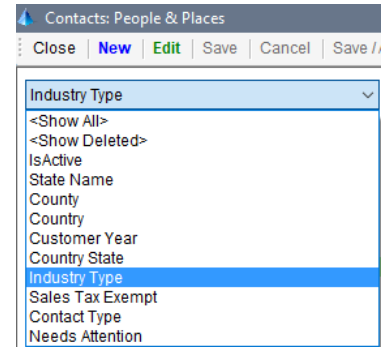 Contacts: People & Places
Close New Edit Save Cancel Save /
Industry Type
<Show All>
<Show Deleted>
IsActive
State Name
County
Country
Customer Year
Country State
Industry Type
Sales Tax Exempt
Contact Type
Needs Attention